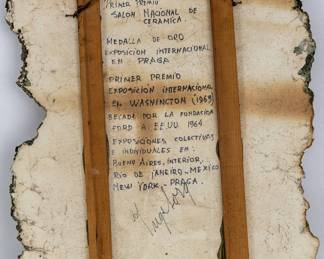 PRIMER PREMIO
SALON NACIONAL DE
CERAMICA
MEDALLA DE ORO
EXPOSICION INTERNACIONAL
EN PRAGA
PRIMER PREMIO
EXPOSICION INTERNACIONAL
EN WASHINGTON (1963)
BECADA POR LA FUNDACION
FORD A EE.UU 1964
EXPOSICIONES COLECTIVAS
E INDIVIDUALES EN:
BUENO AIRES, INTERIOR,
RIO DE JANEIRO - MEXICO
NEW YORK - PRAGA.